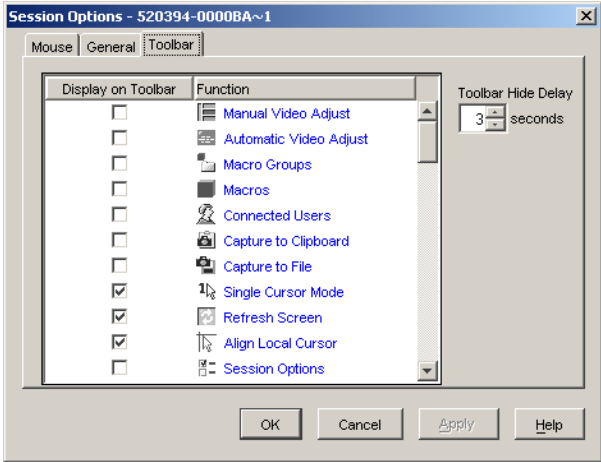 Session Options - 520394-0000BA~1
Mouse General Toolbar
Display on Toolbar Function
Manual Video Adjust
Automatic Video Adjust
Macro Groups
Macros
Connected Users
Capture to Clipboard
Capture to File
Single Cursor Mode
Refresh Screen
Align Local Cursor
Session Options
Toolbar Hide Delay
3 seconds
OK Cancel Apply Help